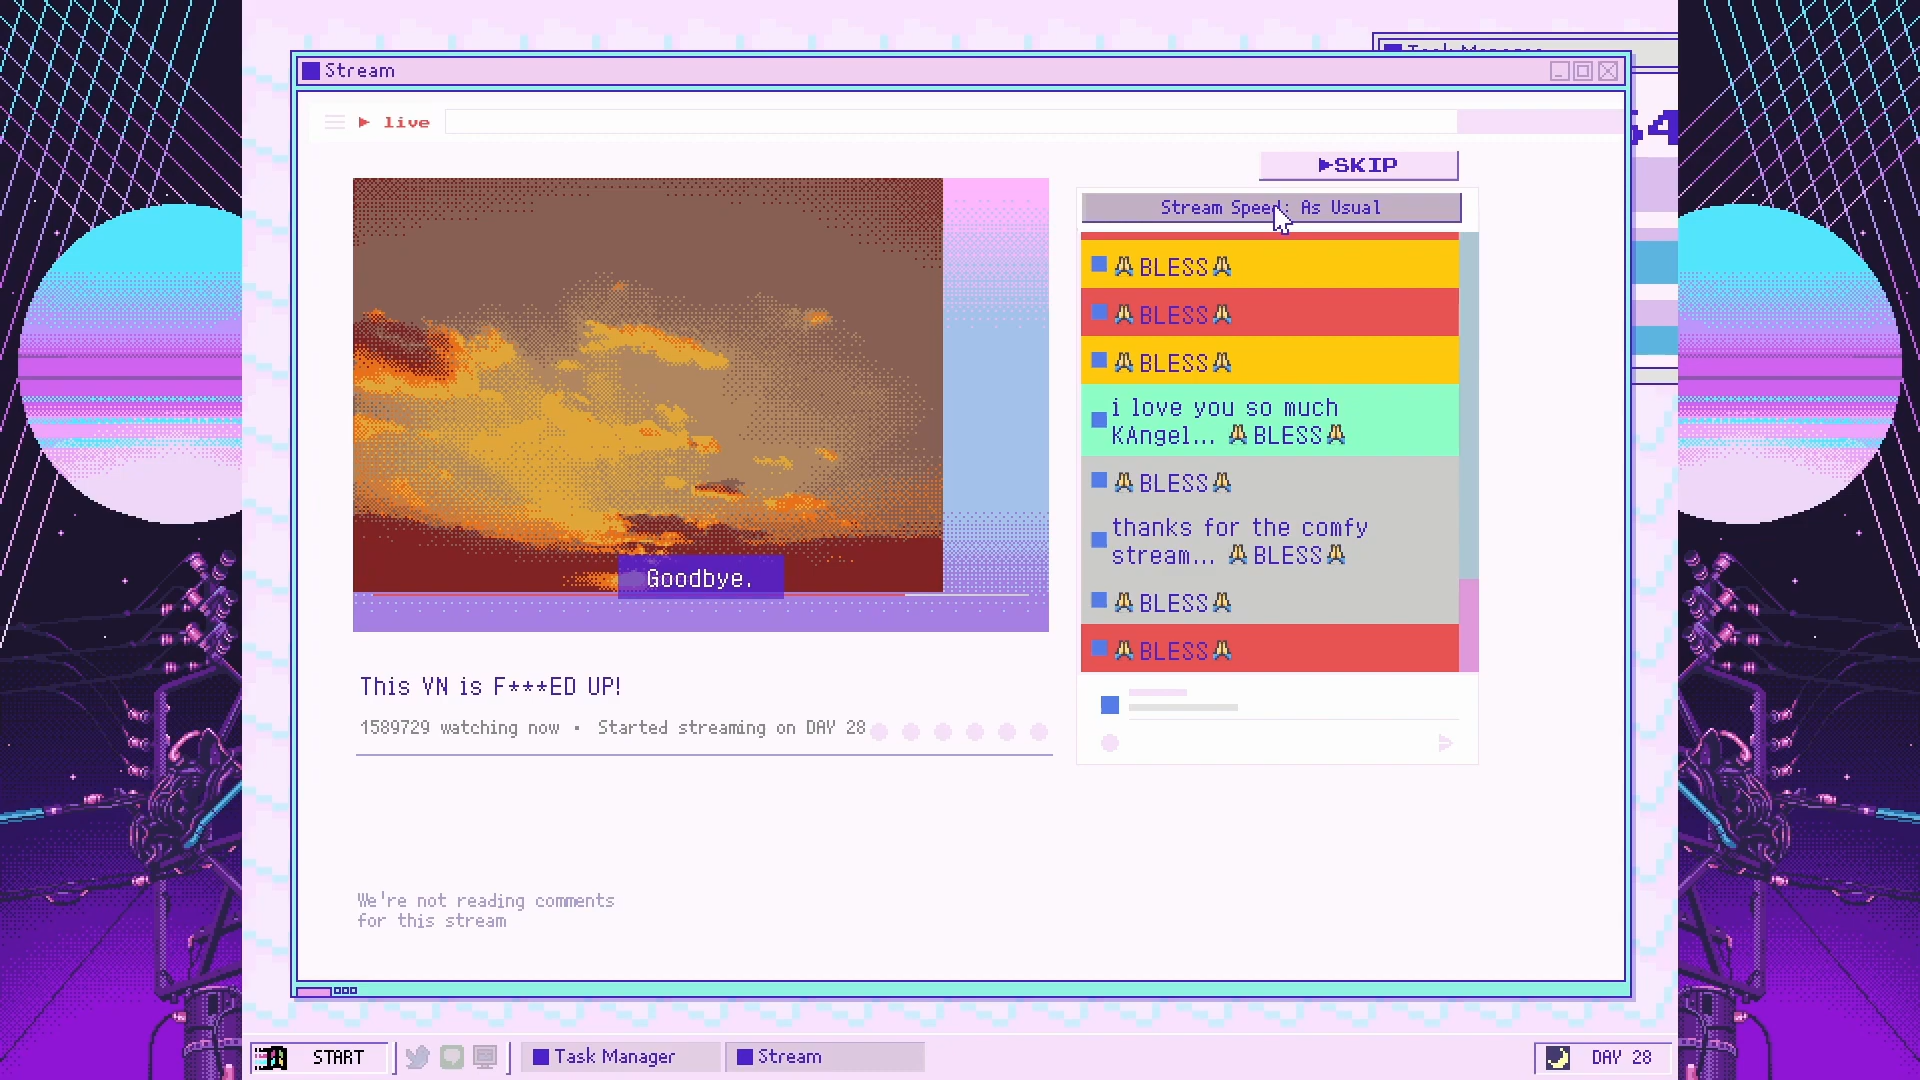 Stream
live
▶SKIP
Stream Speed: As Usual
🙏BLESS🙏
🙏BLESS🙏
🙏BLESS🙏
i love you so much
KAngel... 🙏BLESS🙏
🙏BLESS🙏
thanks for the comfy
stream... 🙏BLESS🙏
🙏BLESS🙏
🙏BLESS🙏
Goodbye.
This VN is F***ED UP!
1589729 watching now • Started streaming on DAY 28
We're not reading comments
for this stream
START
Task Manager
Stream
DAY 28